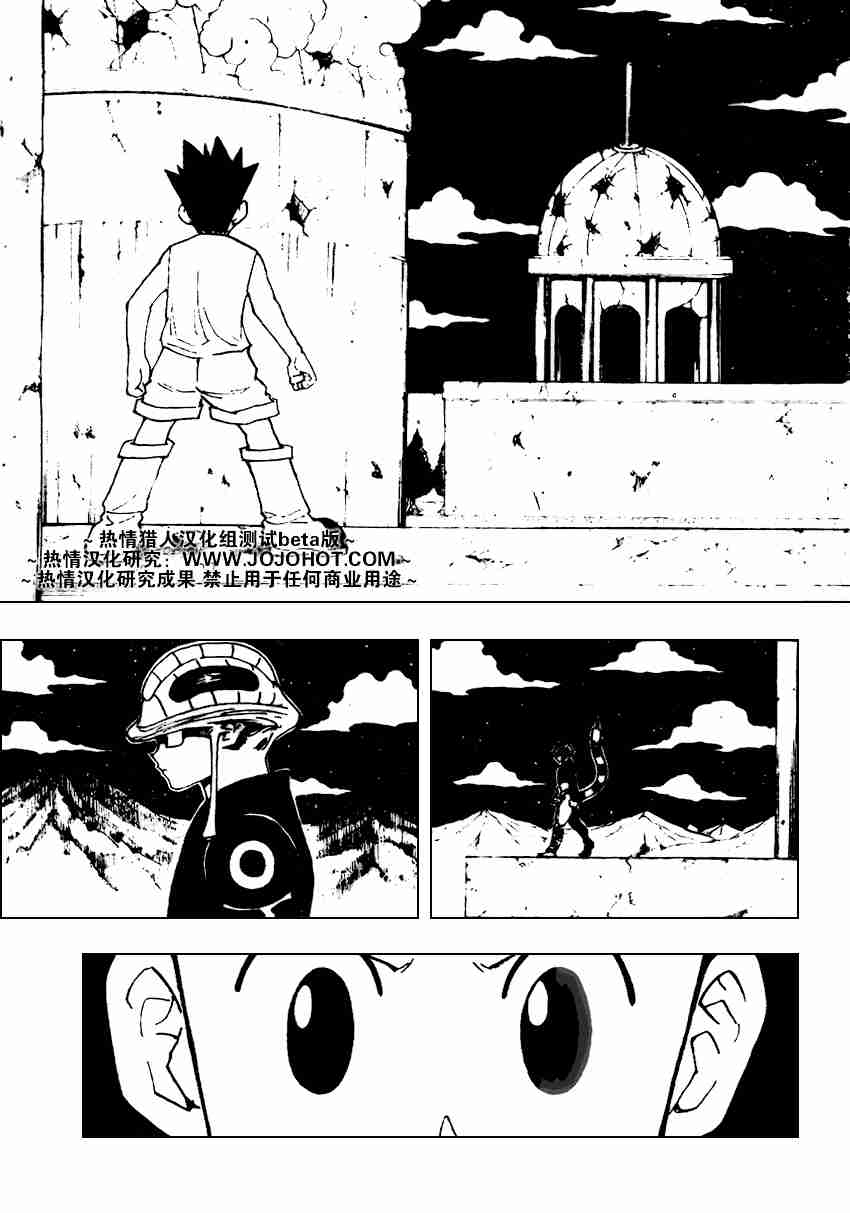 ~ 热情猎人汉化组测试beta版 ~
~ 热情汉化研究：WWW.JOJOHOT.COM ~
~ 热情汉化研究成果 禁止用于任何商业用途 ~